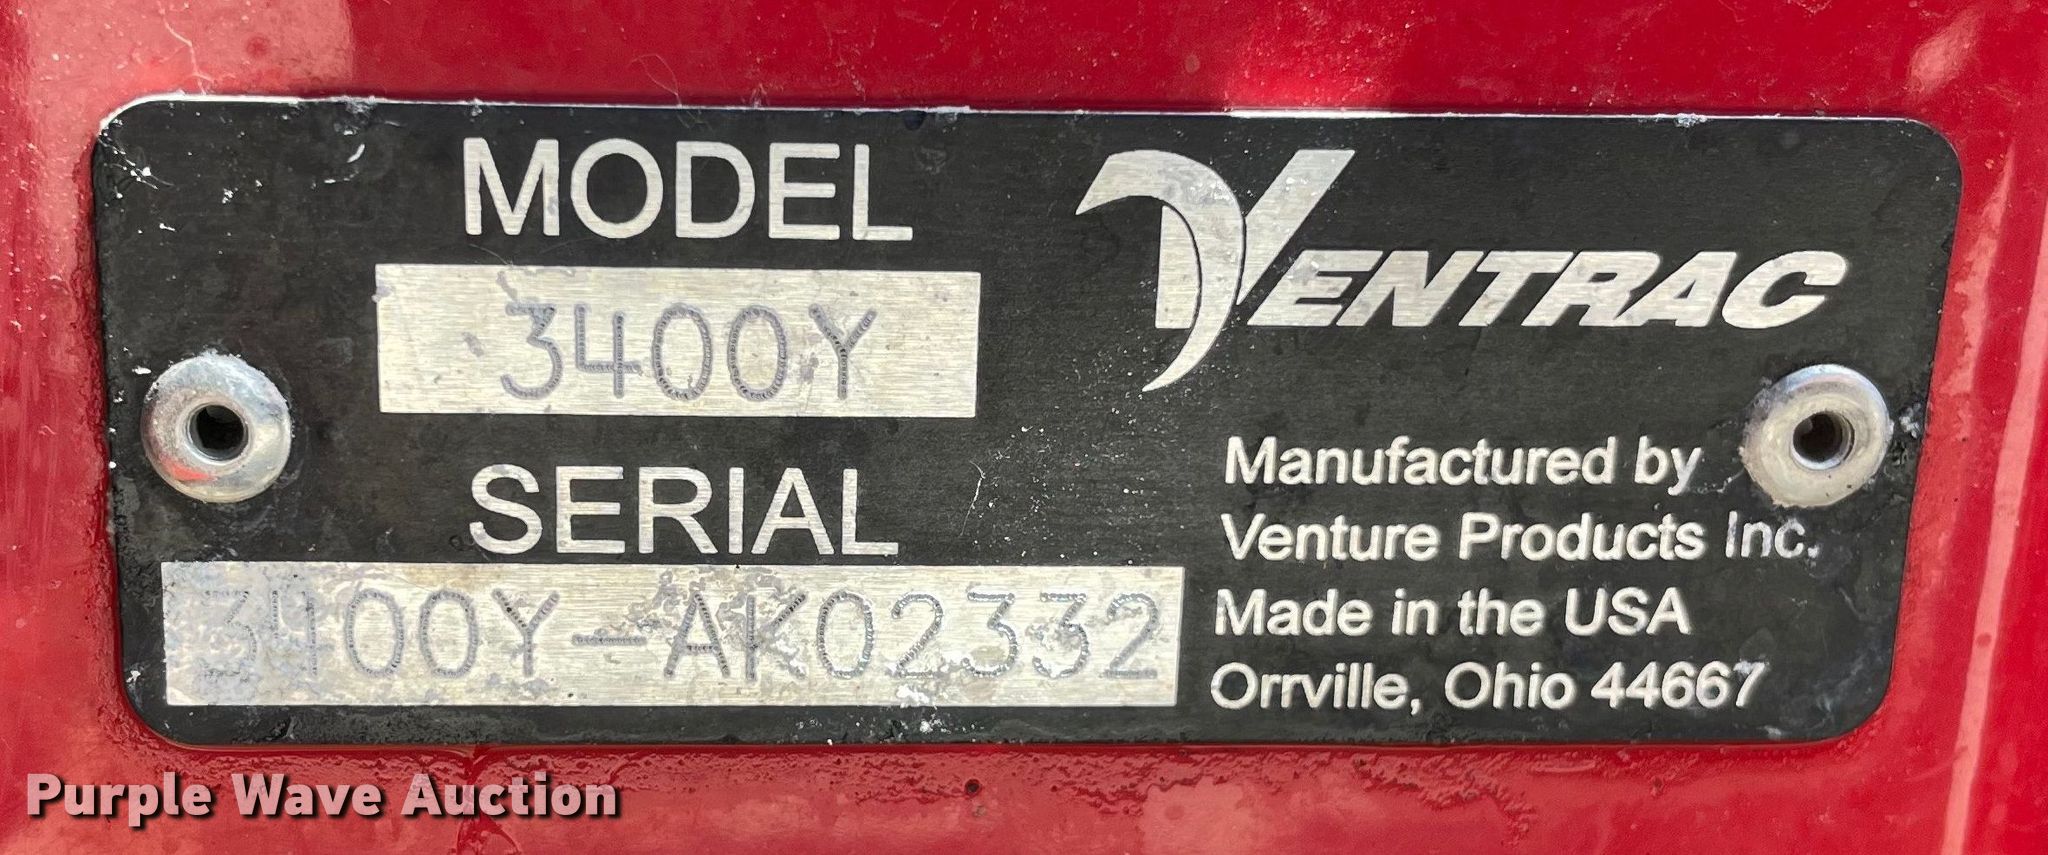 MODEL
3400Y
SERIAL
3400Y-AK02332
VENTRAC
Manufactured by
Venture Products Inc.
Made in the USA
Orrville, Ohio 44667
Purple Wave Auction